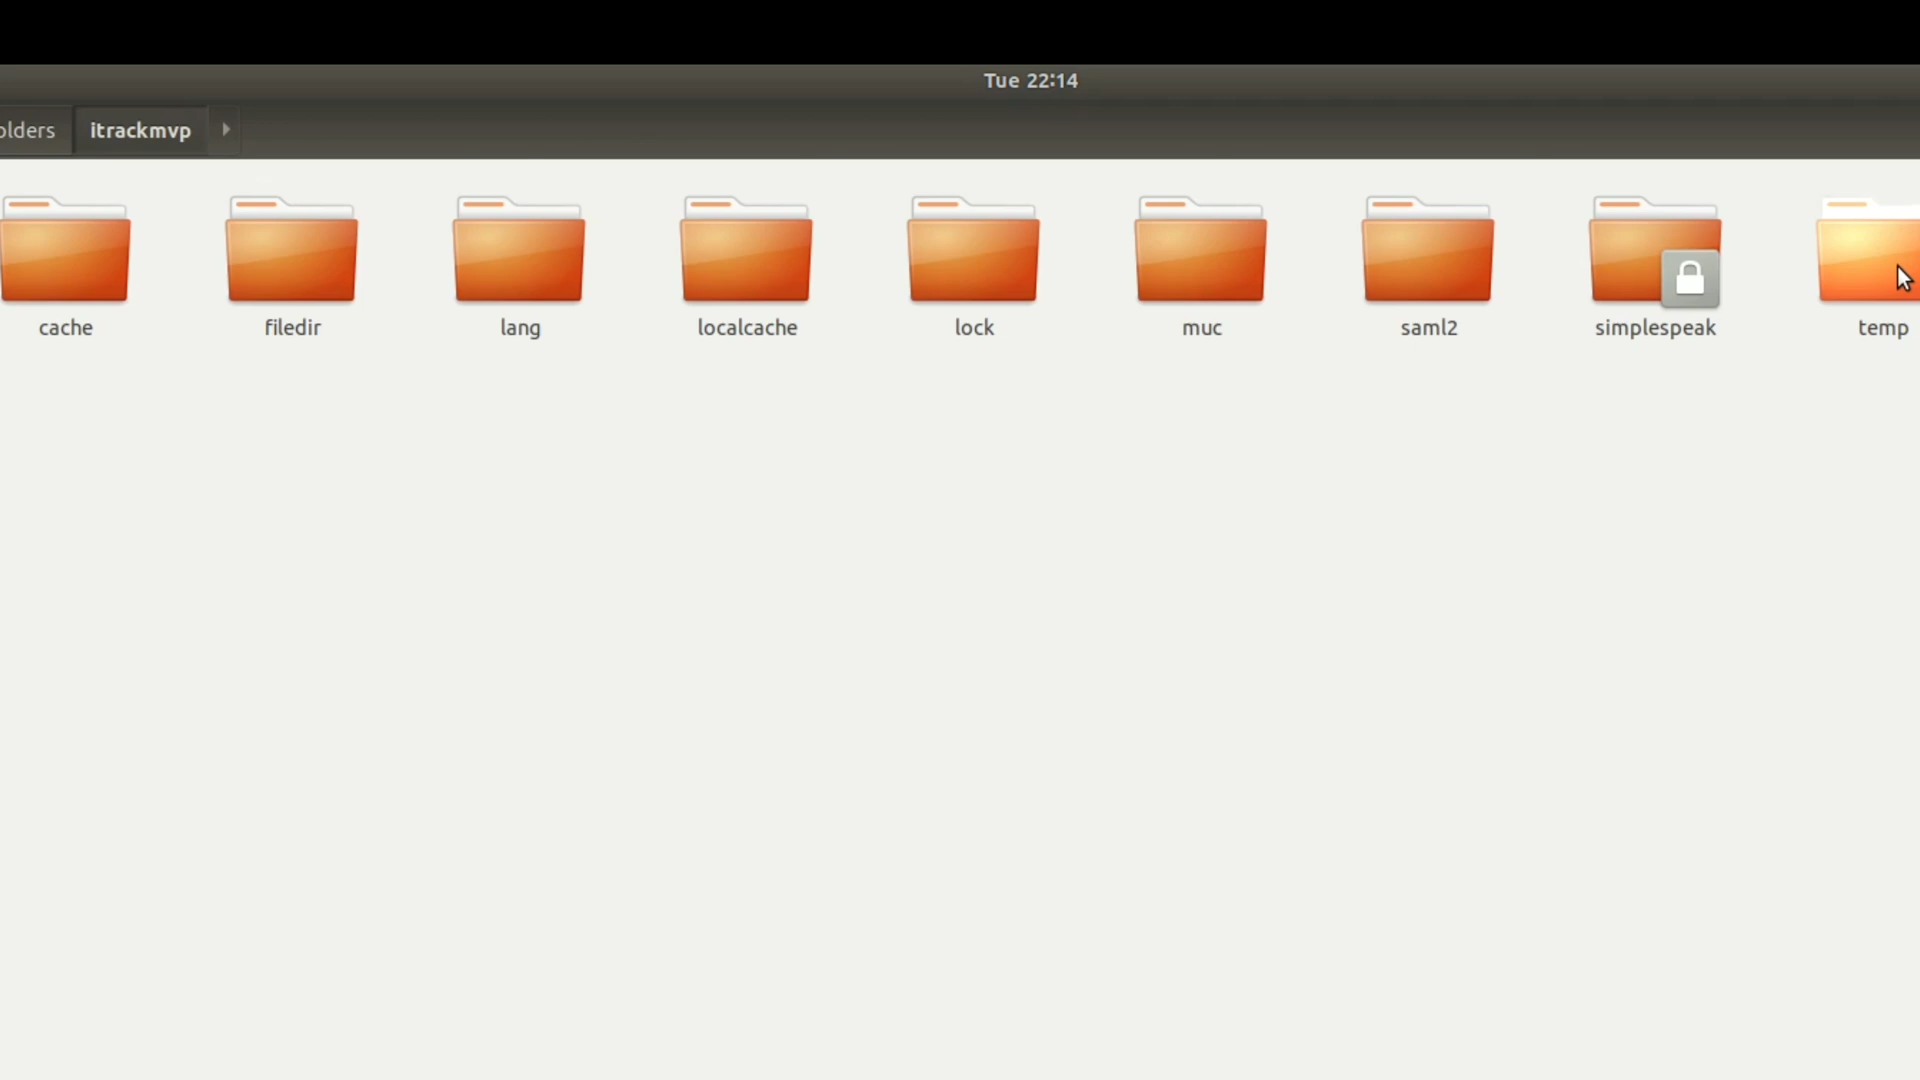 Tue 22:14
olders itrackmvp
cache filedir lang localcache lock muc saml2 simplespeak temp